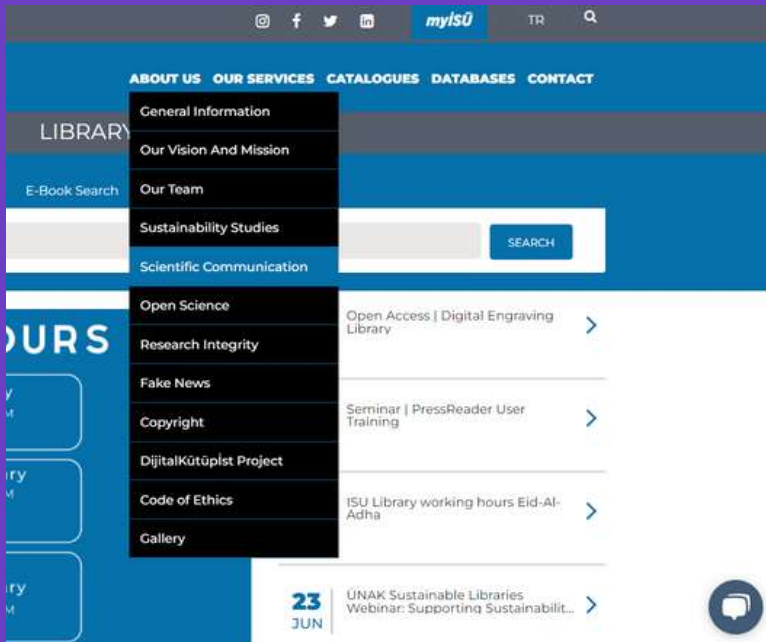 myİSÜ
TR
ABOUT US OUR SERVICES CATALOGUES DATABASES CONTACT
LIBRARY
E-Book Search
SEARCH
General Information
Our Vision And Mission
Our Team
Sustainability Studies
Scientific Communication
Open Science
Research Integrity
Fake News
Copyright
DijitalKütüpİst Project
Code of Ethics
Gallery
OURS
Open Access | Digital Engraving
Library
Seminar | PressReader User
Training
ISU Library working hours Eid-Al-
Adha
23
JUN
ÜNAK Sustainable Libraries
Webinar: Supporting Sustainabilit...